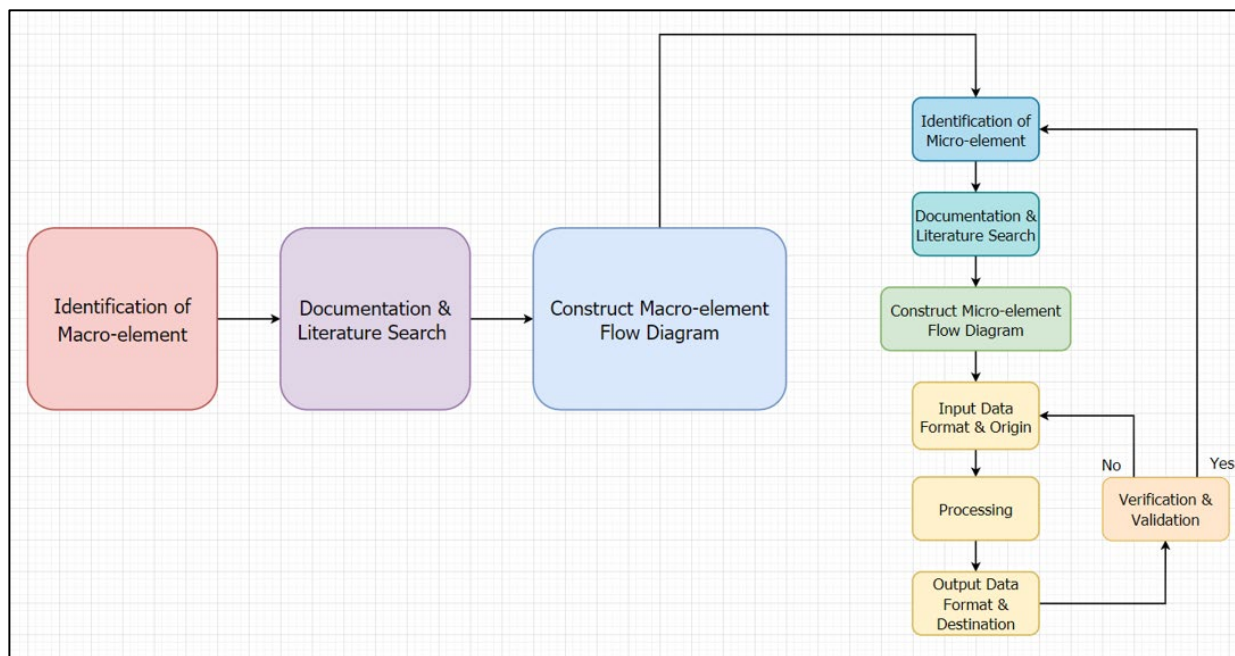 Identification of
Macro-element
Documentation &
Literature Search
Construct Macro-element
Flow Diagram
Identification of
Micro-element
Documentation &
Literature Search
Construct Micro-element
Flow Diagram
Input Data
Format & Origin
Processing
Output Data
Format &
Destination
No
Yes
Verification &
Validation